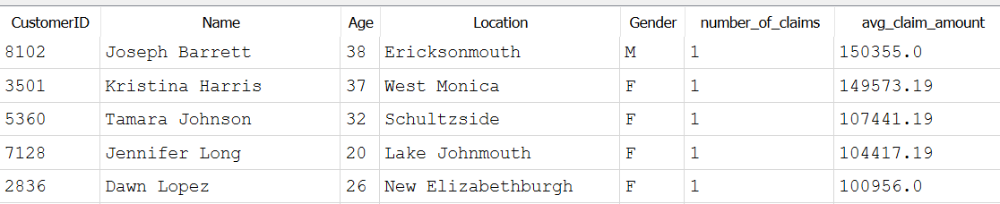 CustomerID Name Age Location Gender number_of_claims avg_claim_amount
8102 Joseph Barrett 38 Ericksonmouth M 1 150355.0
3501 Kristina Harris 37 West Monica F 1 149573.19
5360 Tamara Johnson 32 Schultzside F 1 107441.19
7128 Jennifer Long 20 Lake Johnmouth F 1 104417.19
2836 Dawn Lopez 26 New Elizabethburgh F 1 100956.0